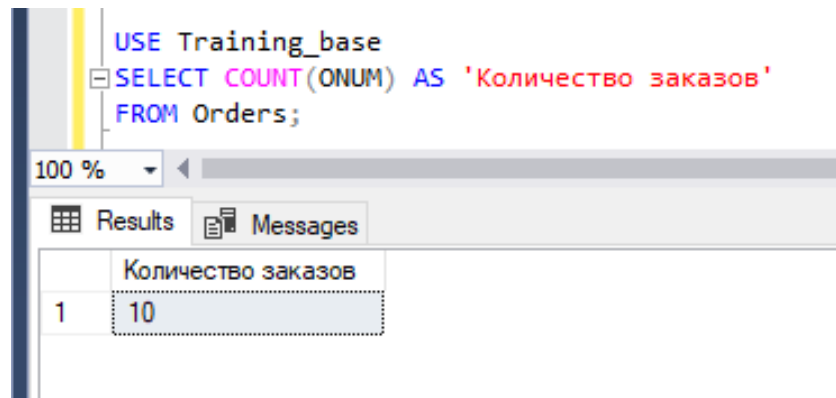 USE Training_base
SELECT COUNT(ONUM) AS 'Количество заказов'
FROM Orders;
100 %
Results Messages
Количество заказов
1 10